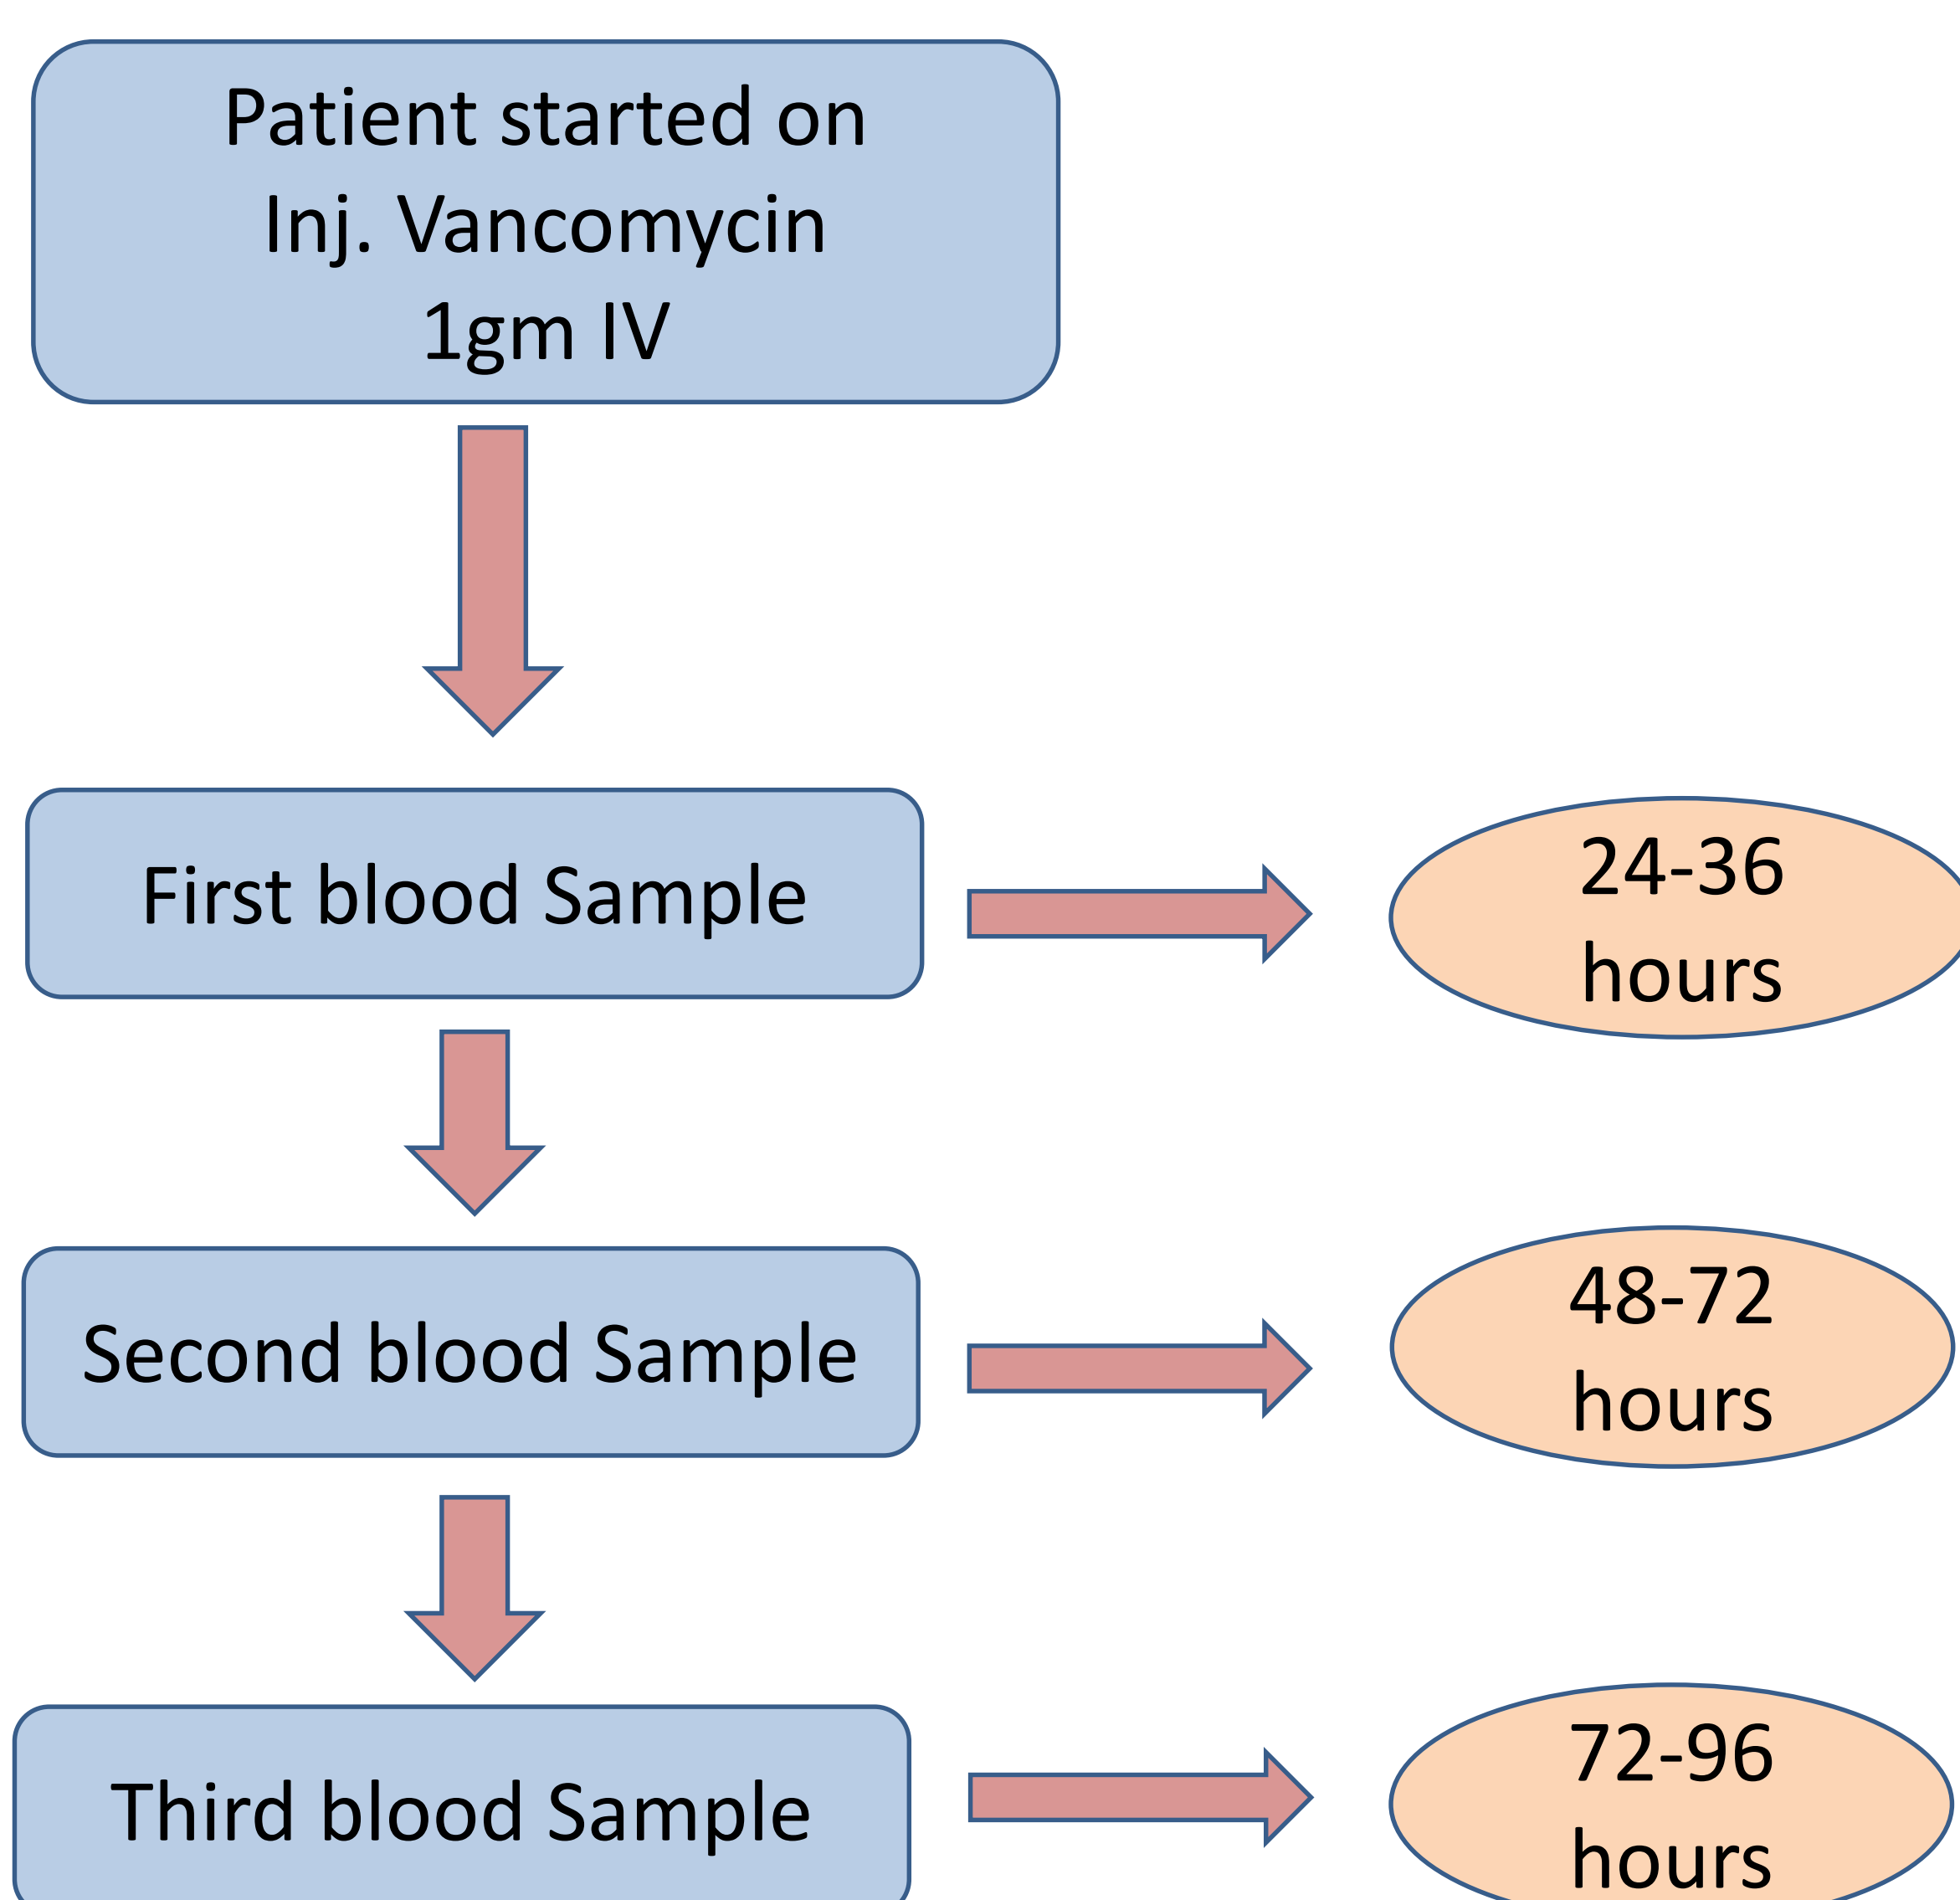 Patient started on
Inj. Vancomycin
1gm IV
First blood Sample
24-36
hours
Second blood Sample
48-72
hours
Third blood Sample
72-96
hours